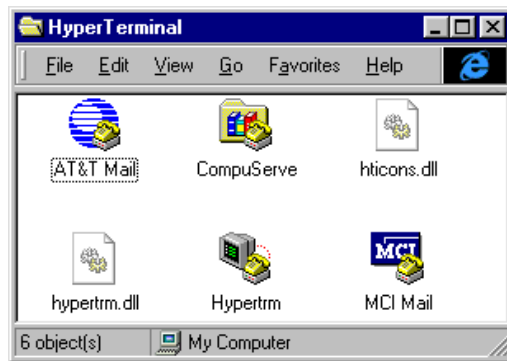 HyperTerminal
File Edit View Go Favorites Help
AT&T Mail CompuServe hticons.dll
MCI
hypertrm.dll Hypertrm MCI Mail
6 object(s) My Computer